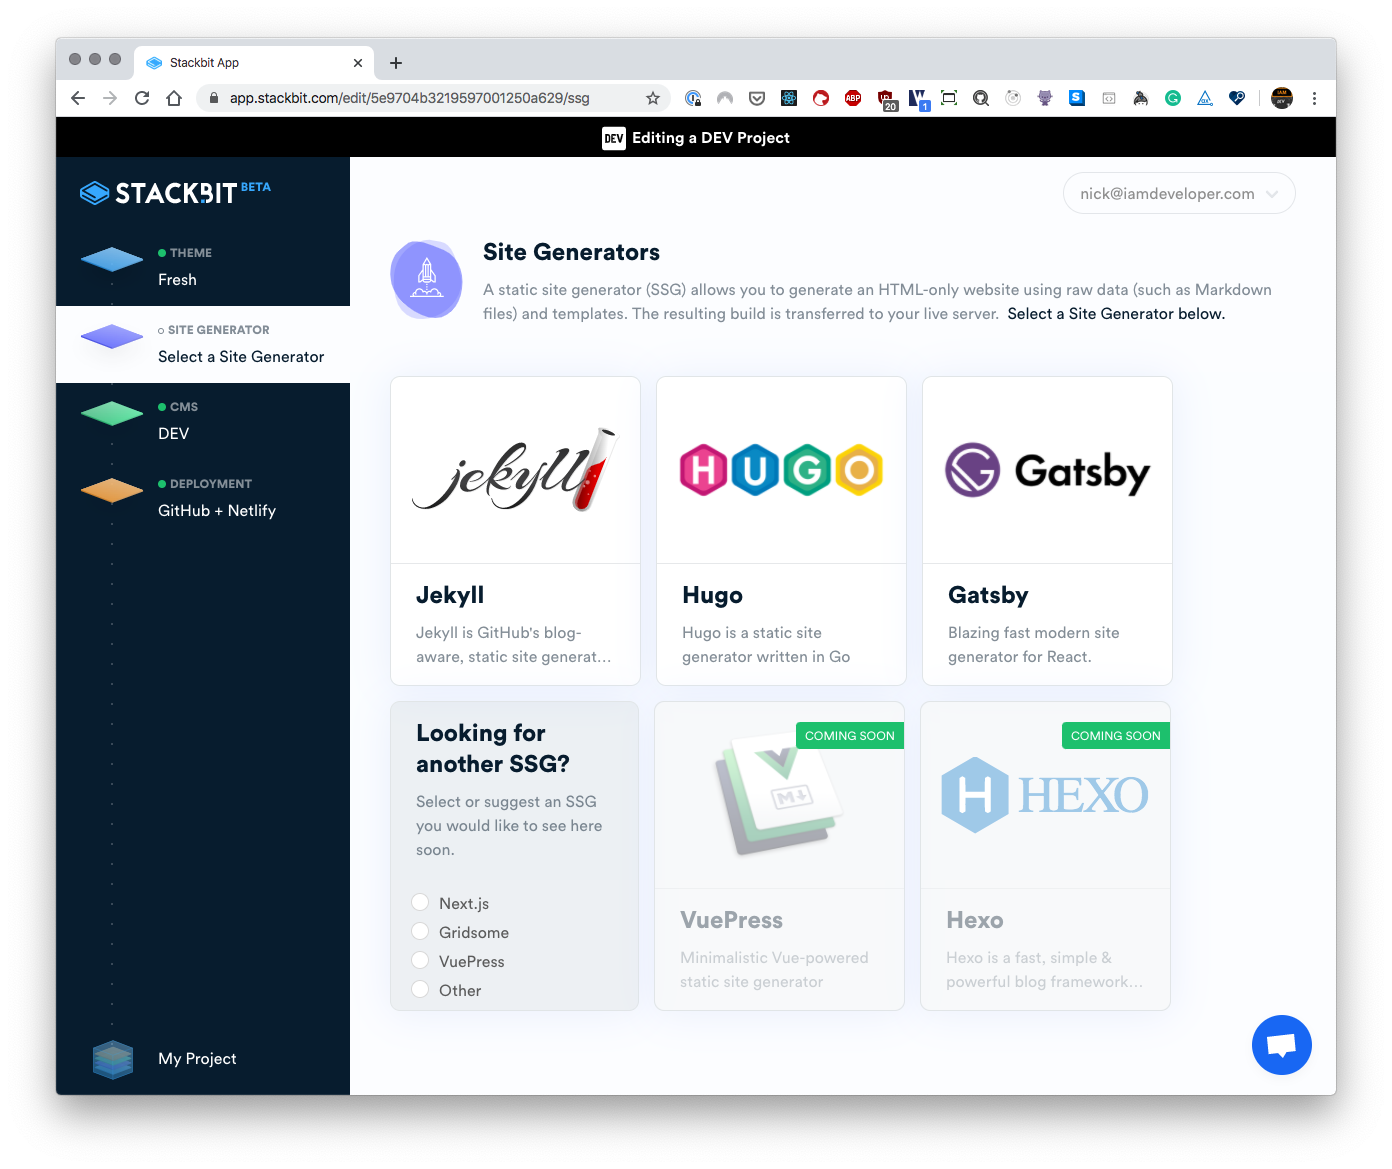 Stackbit App
app.stackbit.com/edit/5e9704b3219597001250a629/ssg
ABP
20
W
1
S
G
DEV Editing a DEV Project
STACKBIT BETA
nick@iamdeveloper.com
THEME
Fresh
SITE GENERATOR
Select a Site Generator
CMS
DEV
DEPLOYMENT
GitHub + Netlify
My Project
Site Generators
A static site generator (SSG) allows you to generate an HTML-only website using raw data (such as Markdown
files) and templates. The resulting build is transferred to your live server. Select a Site Generator below.
jekyll
HUGO
Gatsby
Jekyll
Jekyll is GitHub's blog-
aware, static site generat...
Hugo
Hugo is a static site
generator written in Go
Gatsby
Blazing fast modern site
generator for React.
Looking for
another SSG?
Select or suggest an SSG
you would like to see here
soon.
Next.js
Gridsome
VuePress
Other
COMING SOON
M
VuePress
Minimalistic Vue-powered
static site generator
COMING SOON
H HEXO
Hexo
Hexo is a fast, simple &
powerful blog framework...